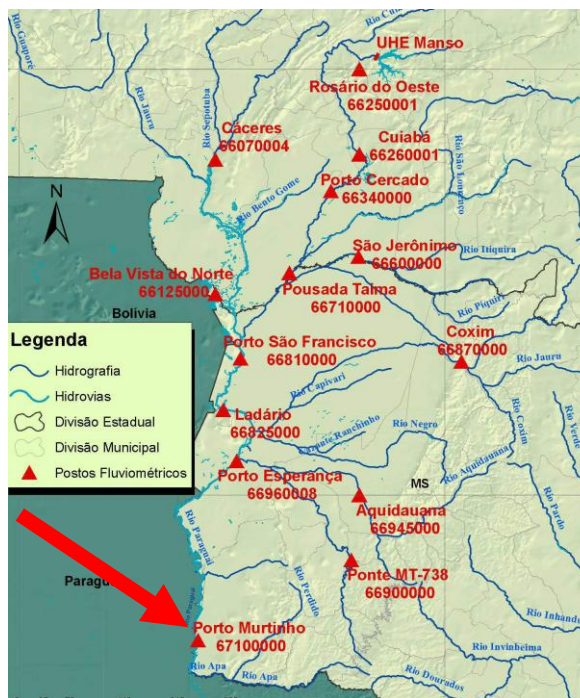 Rio Guaporé
Rio Jauru
Rio Sepotuba
UHE Manso
Rosário do Oeste
66250001
Cáceres
66070004
Cuiabá
66260001
Rio São Lourenço
Porto Cercado
66340000
Rio Bento Gome
N
São Jerônimo
66600000
Rio Itiquira
Bela Vista do Norte
66125000
Pousada Taima
66710000
Rio Piquiri
Bolívia
Legenda
Hidrografia
Hidrovias
Divisão Estadual
Divisão Municipal
Postos Fluviométricos
Porto São Francisco
66810000
Coxim
66870000
Rio Jauru
Rio Capivari
Ladário
66825000
Rio Negro
Rio Coxim
Rio Verde
Rio Aquidauana
Porto Esperança
66960008
MS
Aquidauana
66945000
Rio Pardo
Rio Paraguai
Ponte MT-738
66900000
Rio Perdido
Rio Inhandu
Porto Murtinho
67100000
Rio Invinheima
Rio Apa
Rio Apa
Rio Dourados